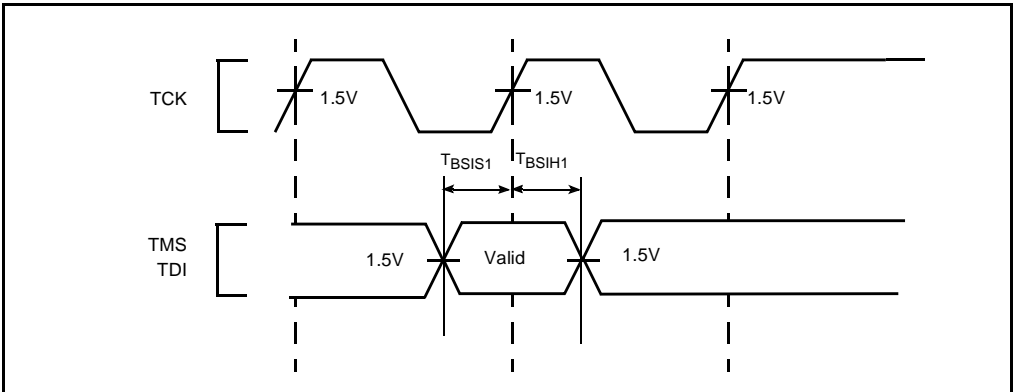 TCK
1.5V
1.5V
1.5V
TBSIS1
TBSIH1
TMS
TDI
1.5V
Valid
1.5V